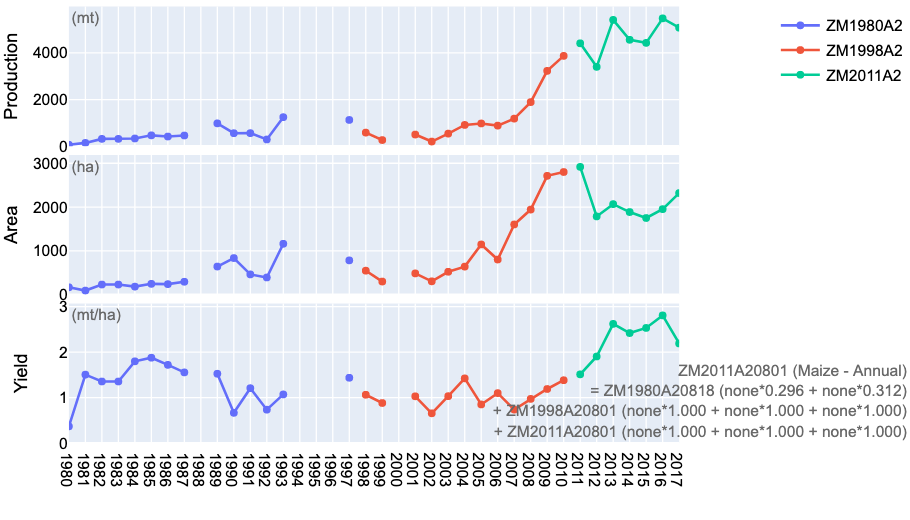 (mt)
Production
4000
2000
0
ZM1980A2
ZM1998A2
ZM2011A2
(ha)
Area
3000
2000
1000
0
(mt/ha)
Yield
3
2
1
0
ZM2011A20801 (Maize - Annual)
= ZM1980A20818 (none*0.296 + none*0.312)
+ ZM1998A20801 (none*1.000 + none*1.000 + none*1.000)
+ ZM2011A20801 (none*1.000 + none*1.000 + none*1.000)
1980 1981 1982 1983 1984 1985 1986 1987 1988 1989 1990 1991 1992 1993 1994 1995 1996 1997 1998 1999 2000 2001 2002 2003 2004 2005 2006 2007 2008 2009 2010 2011 2012 2013 2014 2015 2016 2017